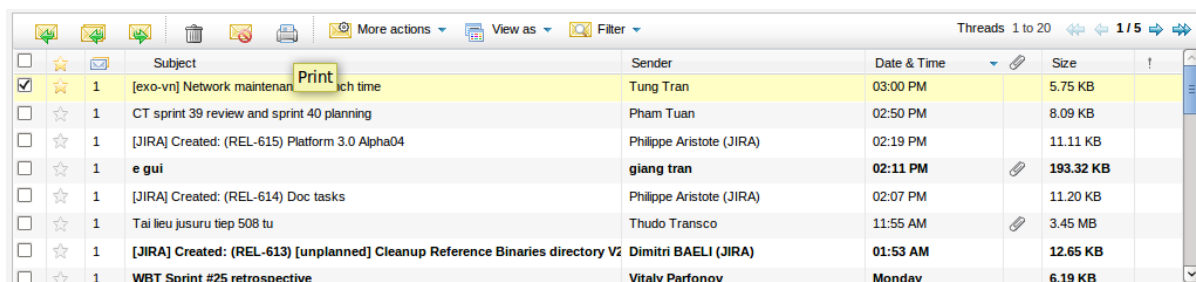 More actions View as Filter Threads 1 to 20 1 / 5
Subject Sender Date & Time Size !
Print
1 [exo-vn] Network maintenan ch time Tung Tran 03:00 PM 5.75 KB
1 CT sprint 39 review and sprint 40 planning Pham Tuan 02:50 PM 8.09 KB
1 [JIRA] Created: (REL-615) Platform 3.0 Alpha04 Philippe Aristote (JIRA) 02:19 PM 11.11 KB
1 e gui giang tran 02:11 PM 193.32 KB
1 [JIRA] Created: (REL-614) Doc tasks Philippe Aristote (JIRA) 02:07 PM 11.20 KB
1 Tai lieu jusuru tiep 508 tu Thudo Transco 11:55 AM 3.45 MB
1 [JIRA] Created: (REL-613) [unplanned] Cleanup Reference Binaries directory V2 Dimitri BAELI (JIRA) 01:53 AM 12.65 KB
1 WBT Sprint #25 retrospective Vitaly Parfonov Monday 6.19 KB